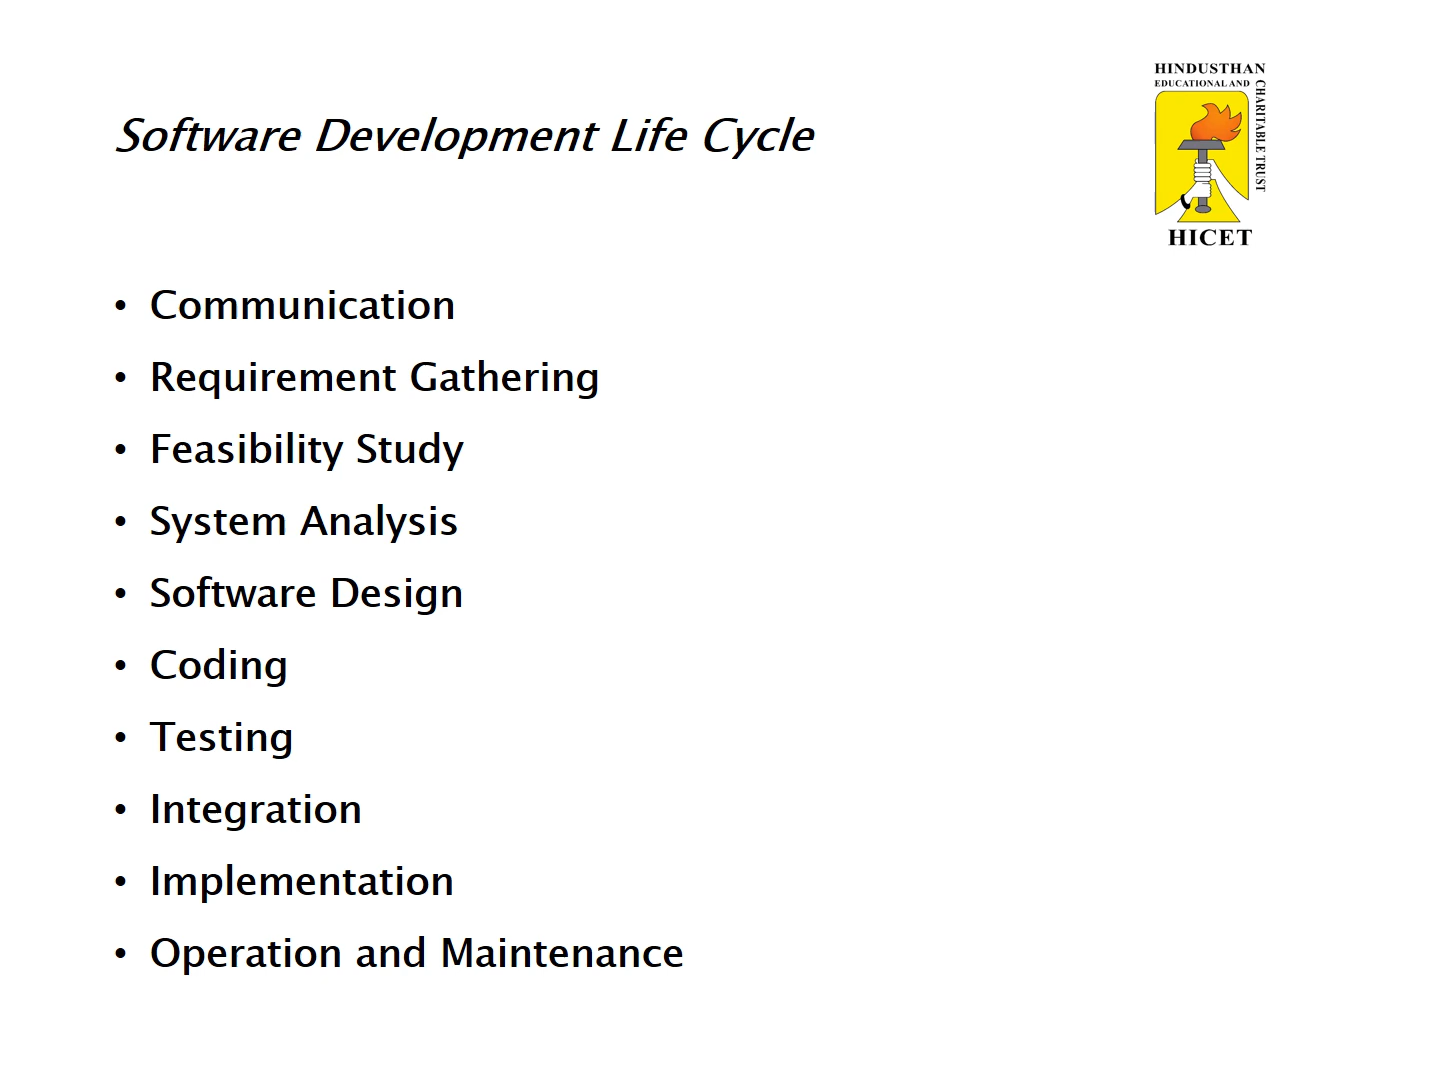 Software Development Life Cycle
HINDUSTHAN
EDUCATIONAL AND
CHARITABLE TRUST
HICET
• Communication
• Requirement Gathering
• Feasibility Study
• System Analysis
• Software Design
• Coding
• Testing
• Integration
• Implementation
• Operation and Maintenance